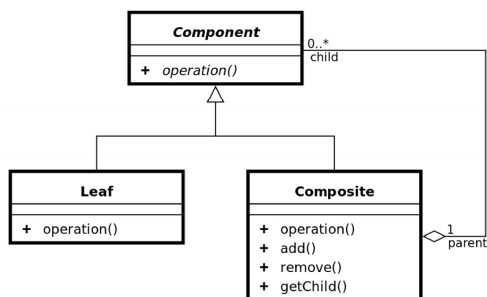 Component
+ operation()
0..*
child
Leaf
+ operation()
Composite
+ operation()
+ add()
+ remove()
+ getChild()
1
parent